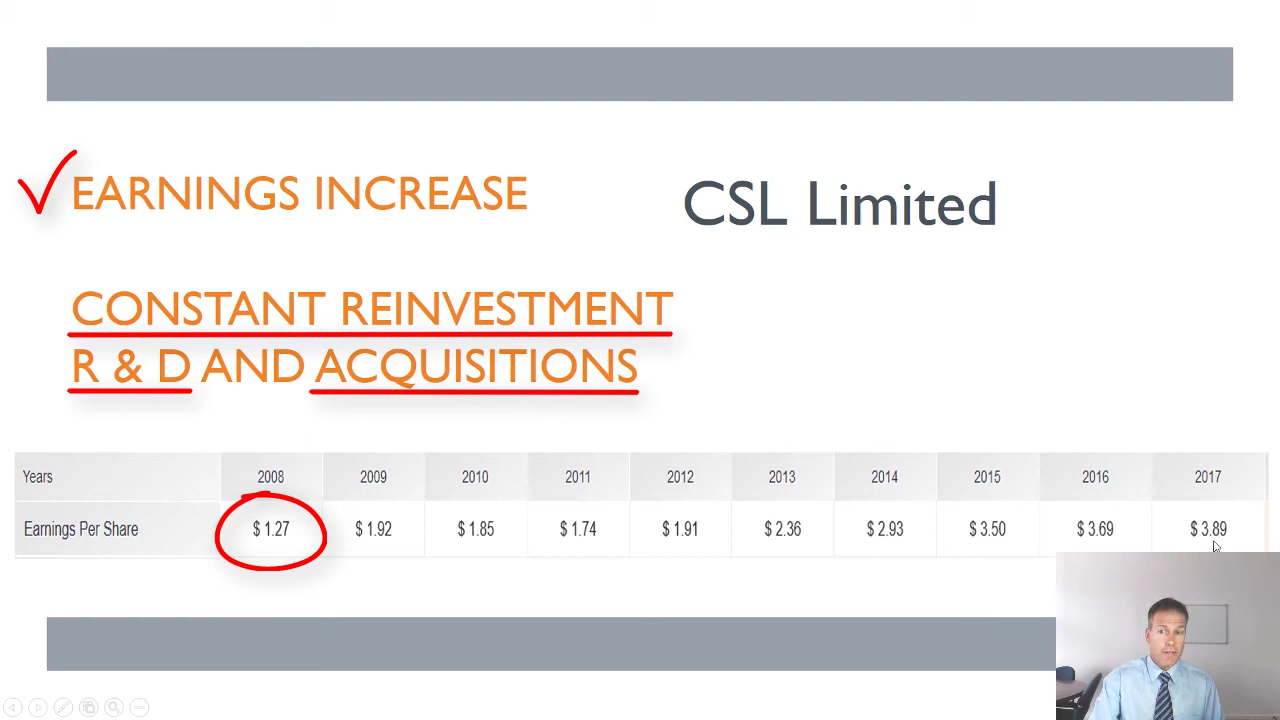 EARNINGS INCREASE
CSL Limited
CONSTANT REINVESTMENT
R & D AND ACQUISITIONS
Years 2008 2009 2010 2011 2012 2013 2014 2015 2016 2017
Earnings Per Share $ 1.27 $ 1.92 $ 1.85 $ 1.74 $ 1.91 $ 2.36 $ 2.93 $ 3.50 $ 3.69 $ 3.89